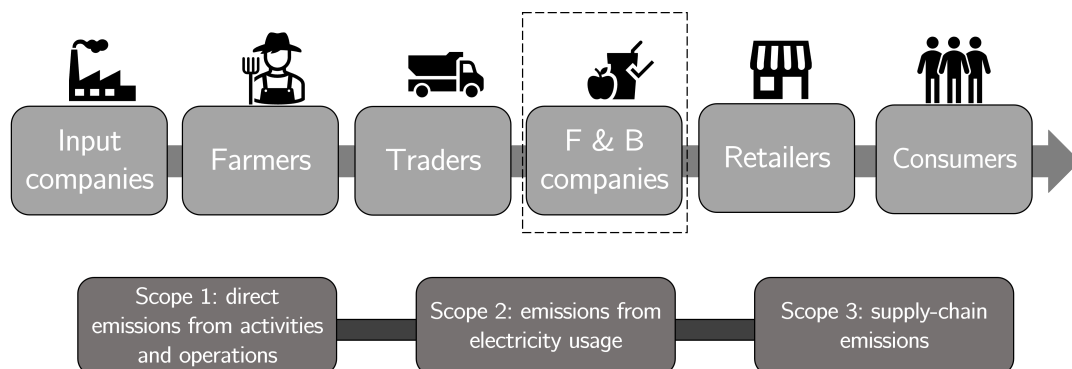 Input
companies
Farmers
Traders
F & B
companies
Retailers
Consumers
Scope 1: direct
emissions from activities
and operations
Scope 2: emissions from
electricity usage
Scope 3: supply-chain
emissions